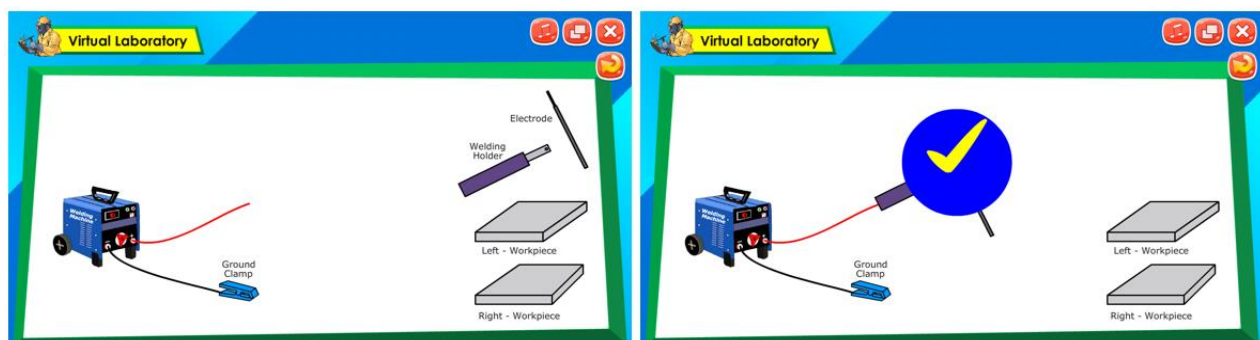 Virtual Laboratory
Electrode
Welding
Holder
Welding
Machine
Left - Workpiece
Ground
Clamp
Right - Workpiece
Virtual Laboratory
Welding
Machine
Left - Workpiece
Ground
Clamp
Right - Workpiece